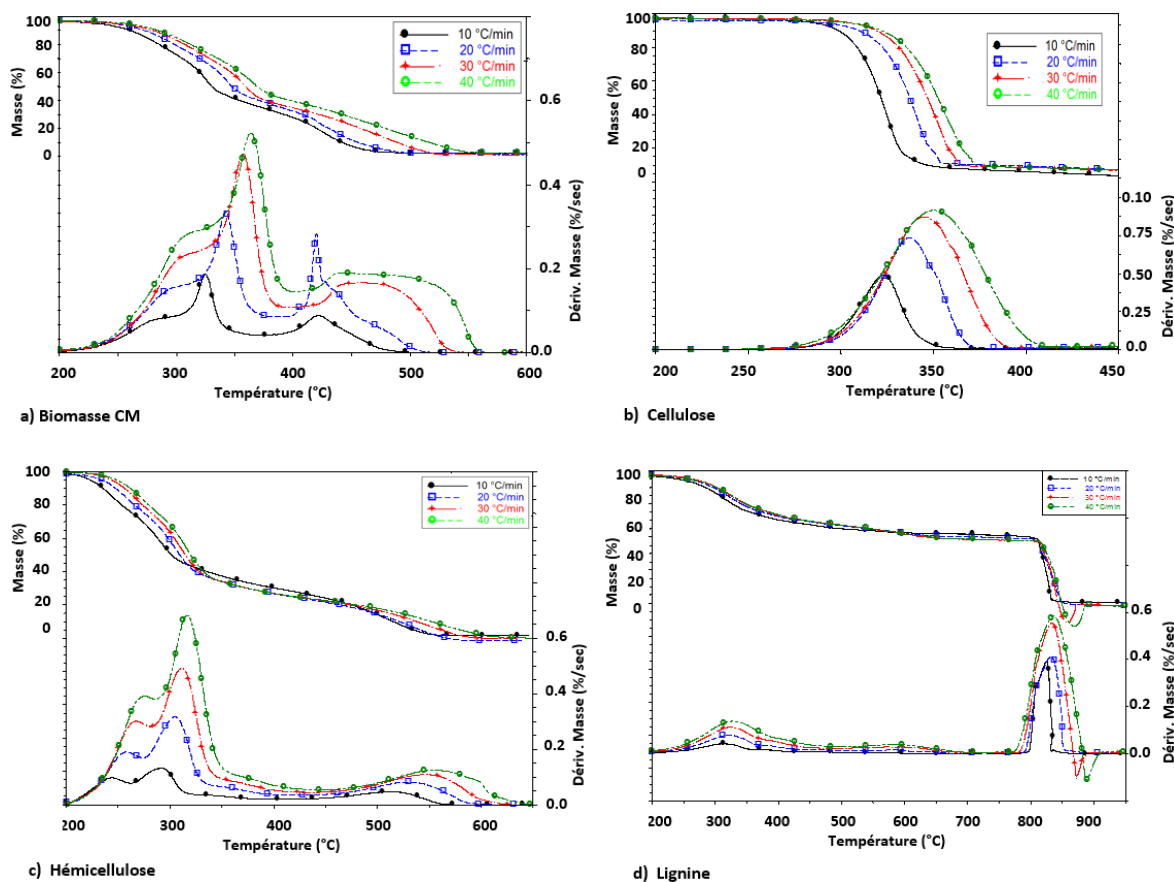 100
80
60
40
20
0
Masse (%)
10 °C/min
20 °C/min
30 °C/min
40 °C/min
0.6
0.4
0.2
0.0
Dériv. Masse (%/sec)
200 300 400 500 600
Température (°C)
a) Biomasse CM
100
80
60
40
20
0
Masse (%)
10 °C/min
20 °C/min
30 °C/min
40 °C/min
0.10
0.75
0.50
0.25
0.0
Dériv. Masse (%/sec)
200 250 300 350 400 450
Température (°C)
b) Cellulose
100
80
60
40
20
0
Masse (%)
10 °C/min
20 °C/min
30 °C/min
40 °C/min
0.6
0.4
0.2
0.0
Dériv. Masse (%/sec)
200 300 400 500 600
Température (°C)
c) Hémicellulose
100
80
60
40
20
0
Masse (%)
10 °C/min
20 °C/min
30 °C/min
40 °C/min
0.6
0.4
0.2
0.0
Dériv. Masse (%/sec)
200 300 400 500 600 700 800 900
Température (°C)
d) Lignine